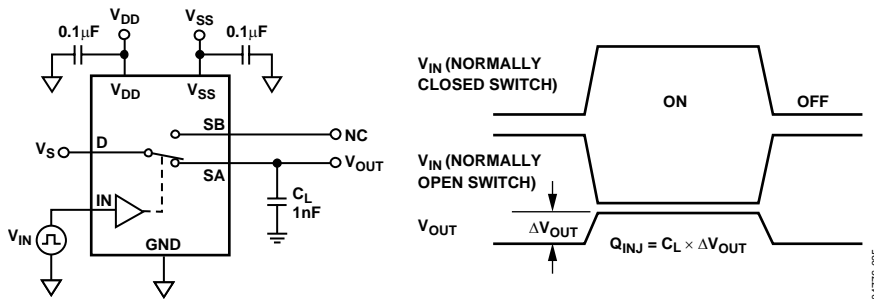 VDD
VSS
0.1µF
0.1µF
VDD
VSS
SB
NC
VS
D
SA
VOUT
IN
CL
1nF
VIN
GND
VIN (NORMALLY
CLOSED SWITCH)
ON
OFF
VIN (NORMALLY
OPEN SWITCH)
VOUT
ΔVOUT
QINJ = CL × ΔVOUT